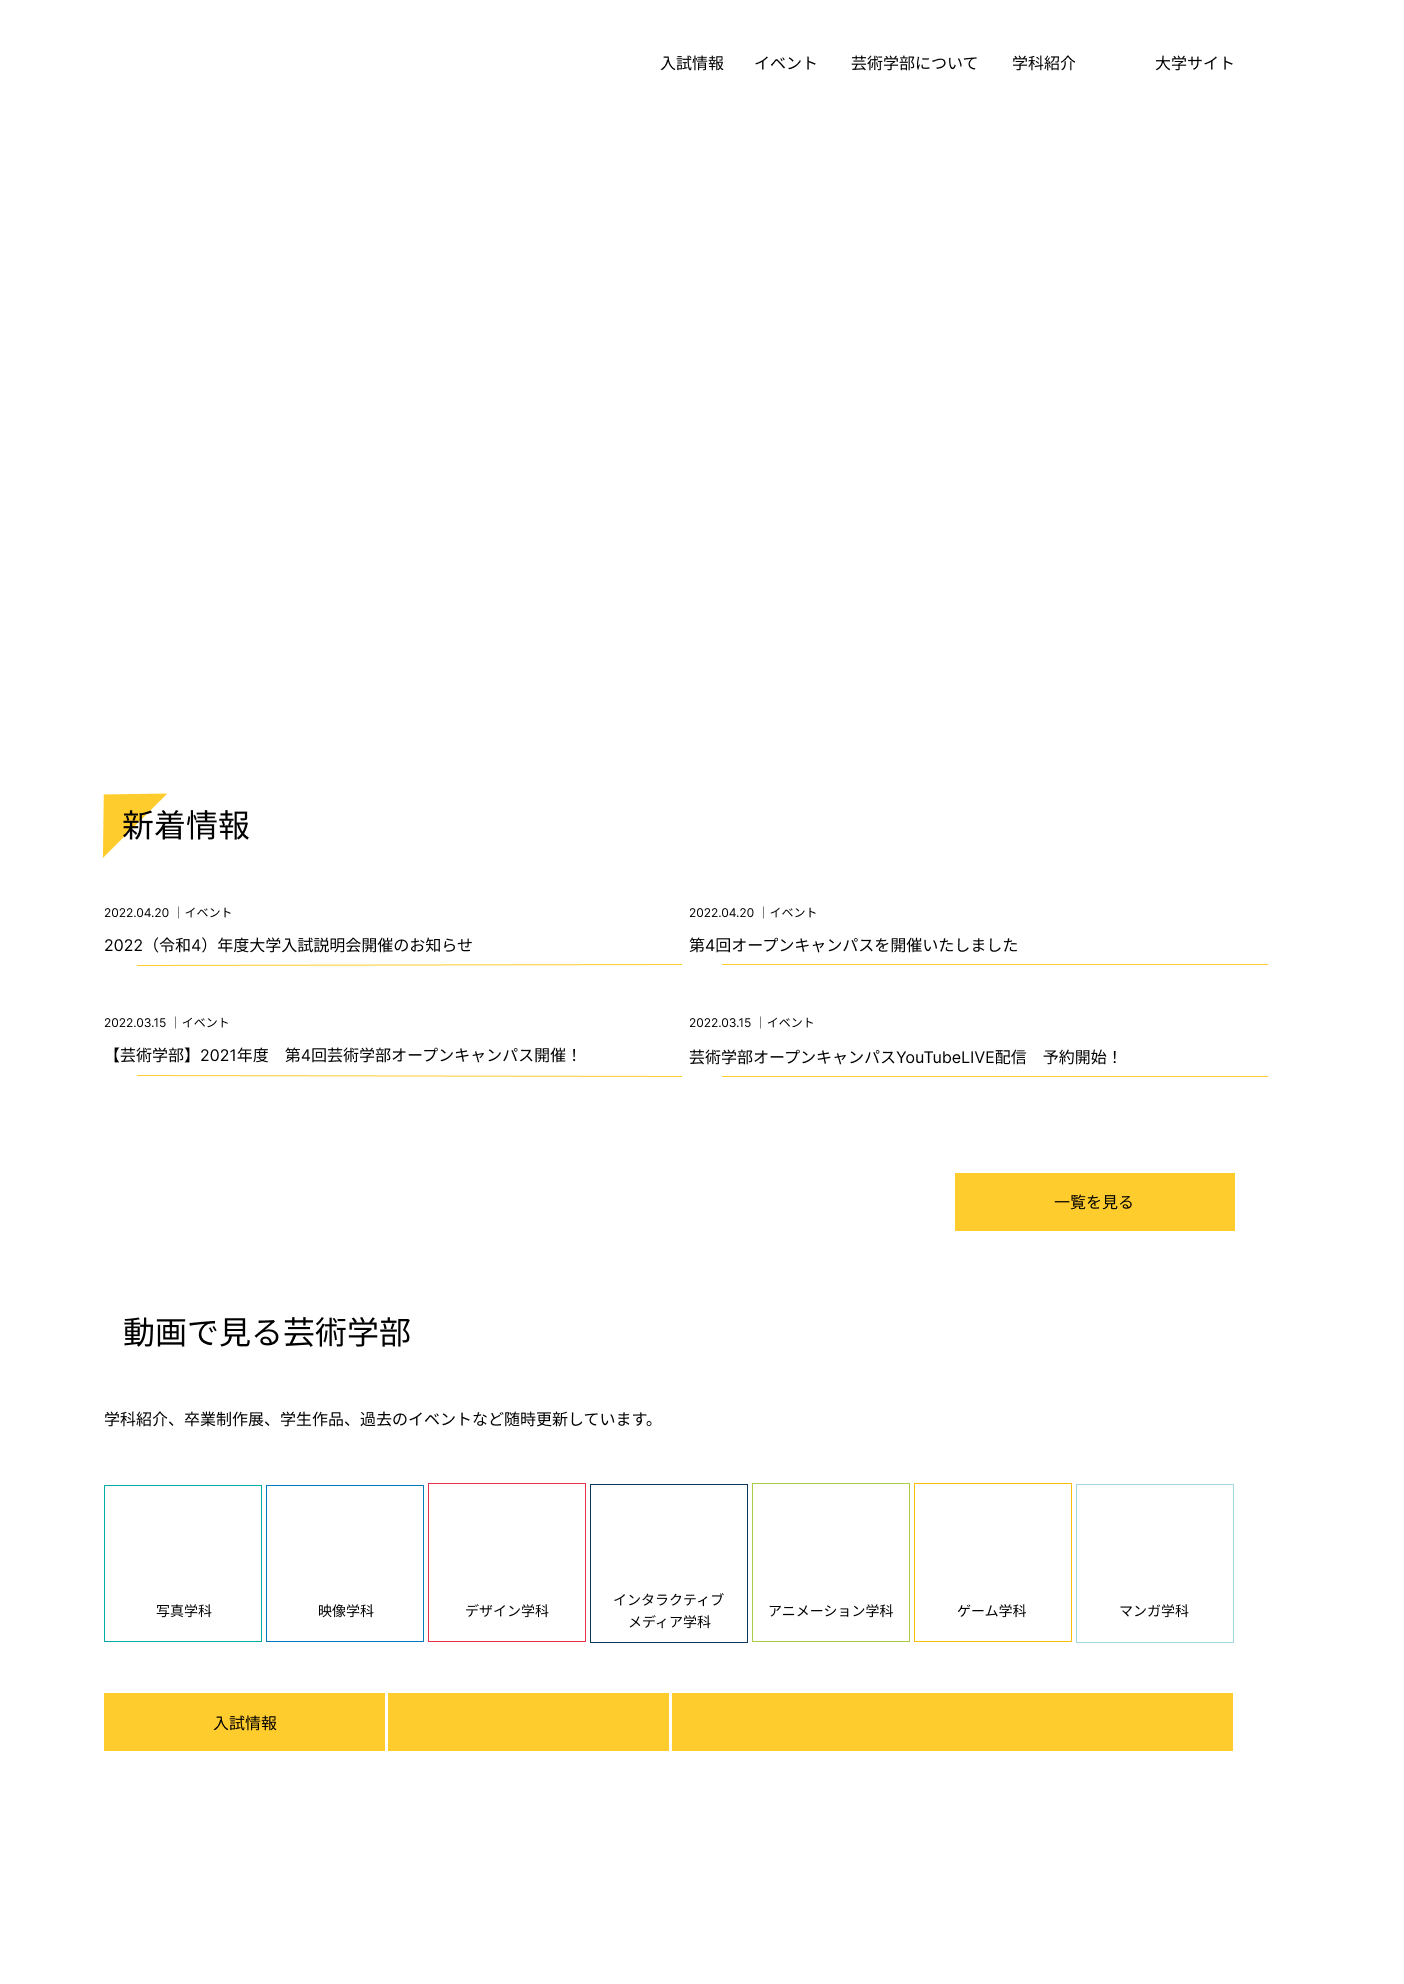 入試情報
イベント
芸術学部について
学科紹介
大学サイト
新着情報
2022.04.20 ｜イベント
2022（令和4）年度大学入試説明会開催のお知らせ
2022.04.20 ｜イベント
第4回オープンキャンパスを開催いたしました
2022.03.15 ｜イベント
【芸術学部】2021年度　第4回芸術学部オープンキャンパス開催！
2022.03.15 ｜イベント
芸術学部オープンキャンパスYouTubeLIVE配信　予約開始！
一覧を見る
動画で見る芸術学部
学科紹介、卒業制作展、学生作品、過去のイベントなど随時更新しています。
写真学科
映像学科
デザイン学科
インタラクティブ
メディア学科
アニメーション学科
ゲーム学科
マンガ学科
入試情報